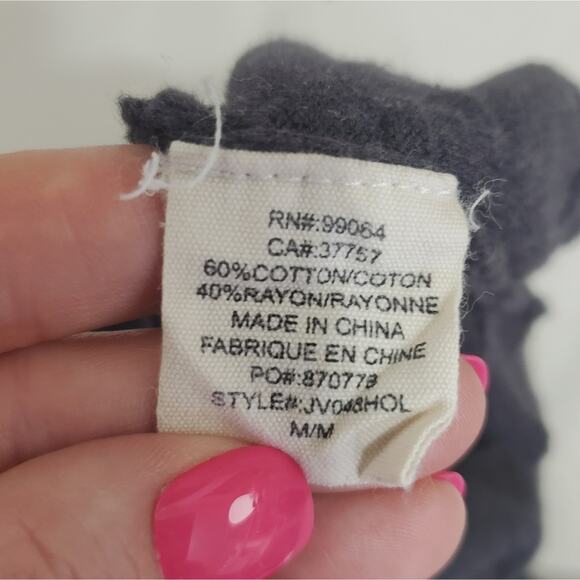 RN#:99064
CA#:37757
60%COTTON/COTON
40%RAYON/RAYONNE
MADE IN CHINA
FABRIQUE EN CHINE
PO#:870778
STYLE#:JV048HOL
M/M